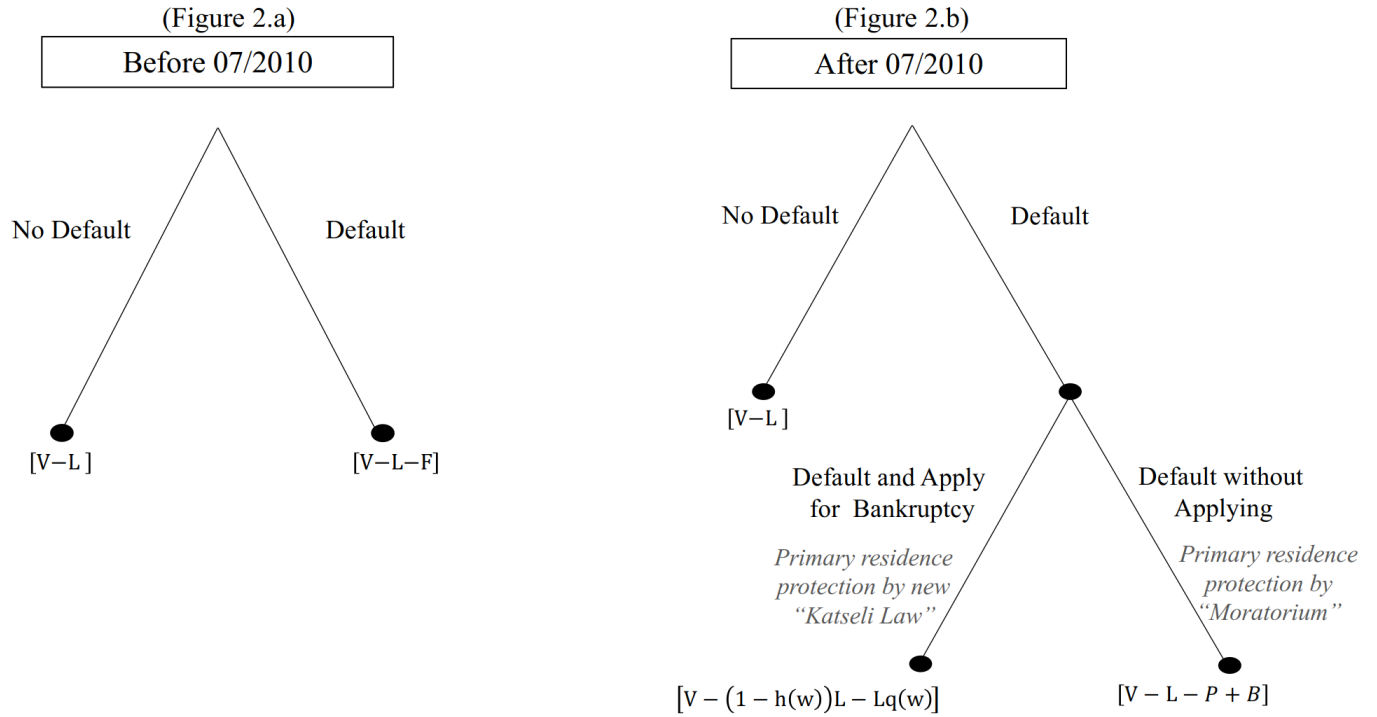 (Figure 2.a)
Before 07/2010
No Default
Default
[V−L ]
[V−L−F]
(Figure 2.b)
After 07/2010
No Default
Default
[V−L ]
Default and Apply
for Bankruptcy
Primary residence
protection by new
“Katseli Law”
Default without
Applying
Primary residence
protection by
“Moratorium”
[V − (1 − h(w))L − Lq(w)]
[V − L − P + B]